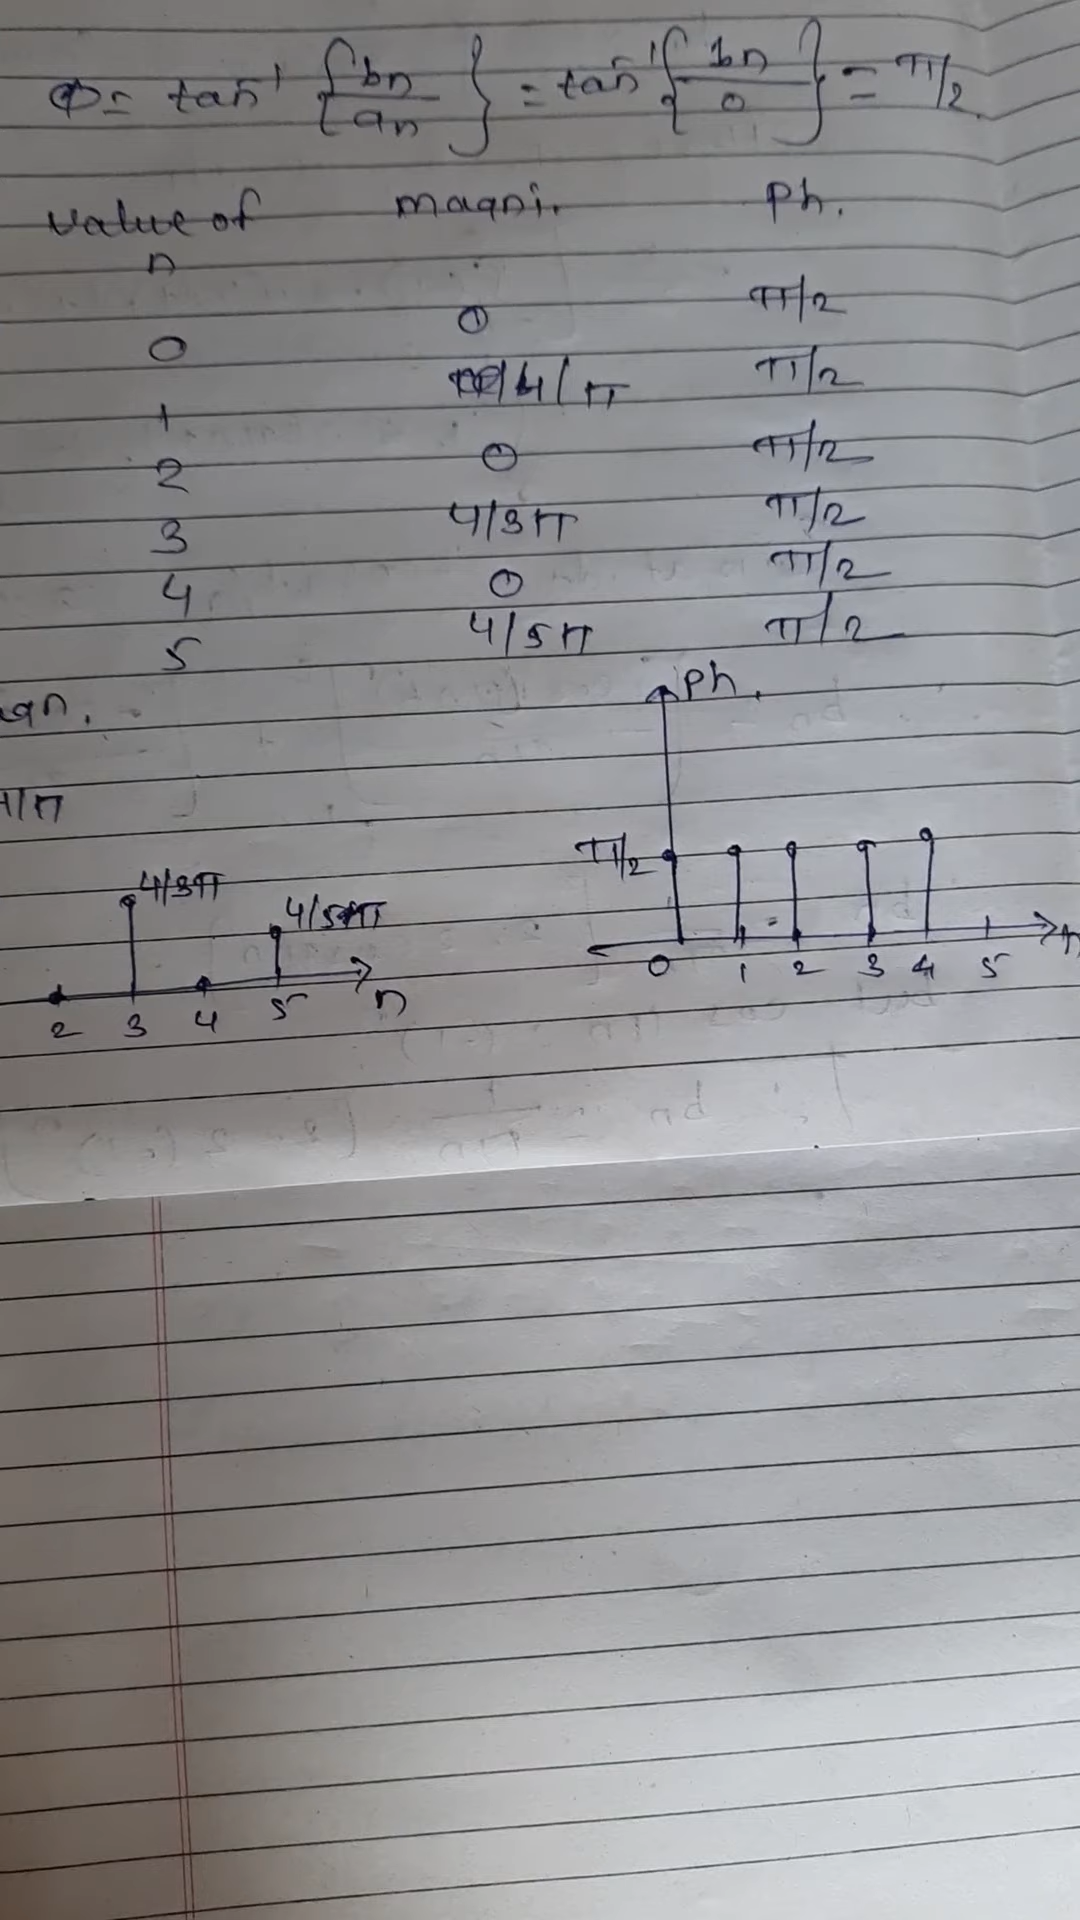 Φ = tan⁻¹ { bn / an } = tan⁻¹ { bn / 0 } = π/2
value of n magni. ph.
0 0 π/2
1 4/π π/2
2 0 π/2
3 4/3π π/2
4 0 π/2
5 4/5π π/2
agn. ph.
4/π
π/2
4/3π 4/5π
n
0 1 2 3 4 5
2 3 4 5 n